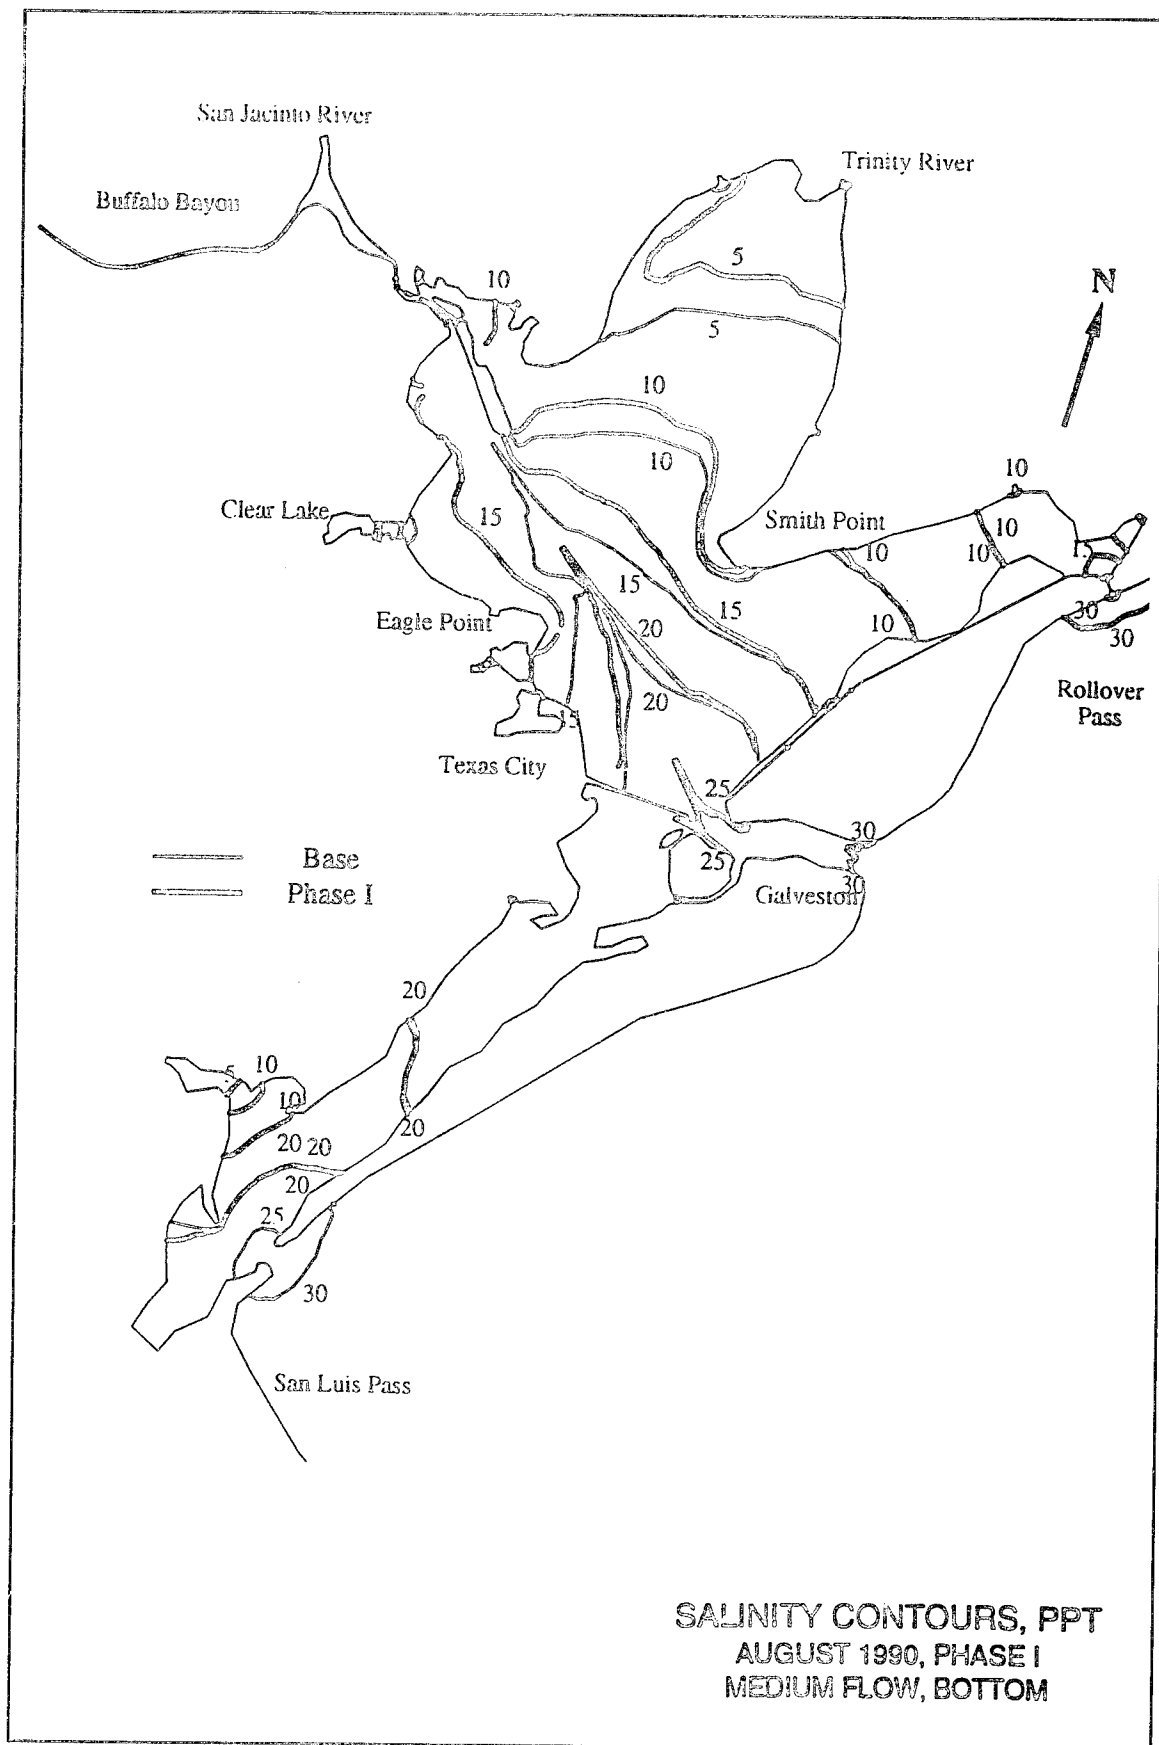 San Jacinto River
Trinity River
Buffalo Bayou
5
10
N
5
10
10
10
Clear Lake
15
Smith Point
10
10
10
15
15
30
Eagle Point
20
10
30
20
Rollover
Pass
15
Texas City
25
30
Base
25
Phase I
30
Galveston
20
5
10
10
20
20 20
20
25
30
San Luis Pass
SALINITY CONTOURS, PPT
AUGUST 1990, PHASE I
MEDIUM FLOW, BOTTOM